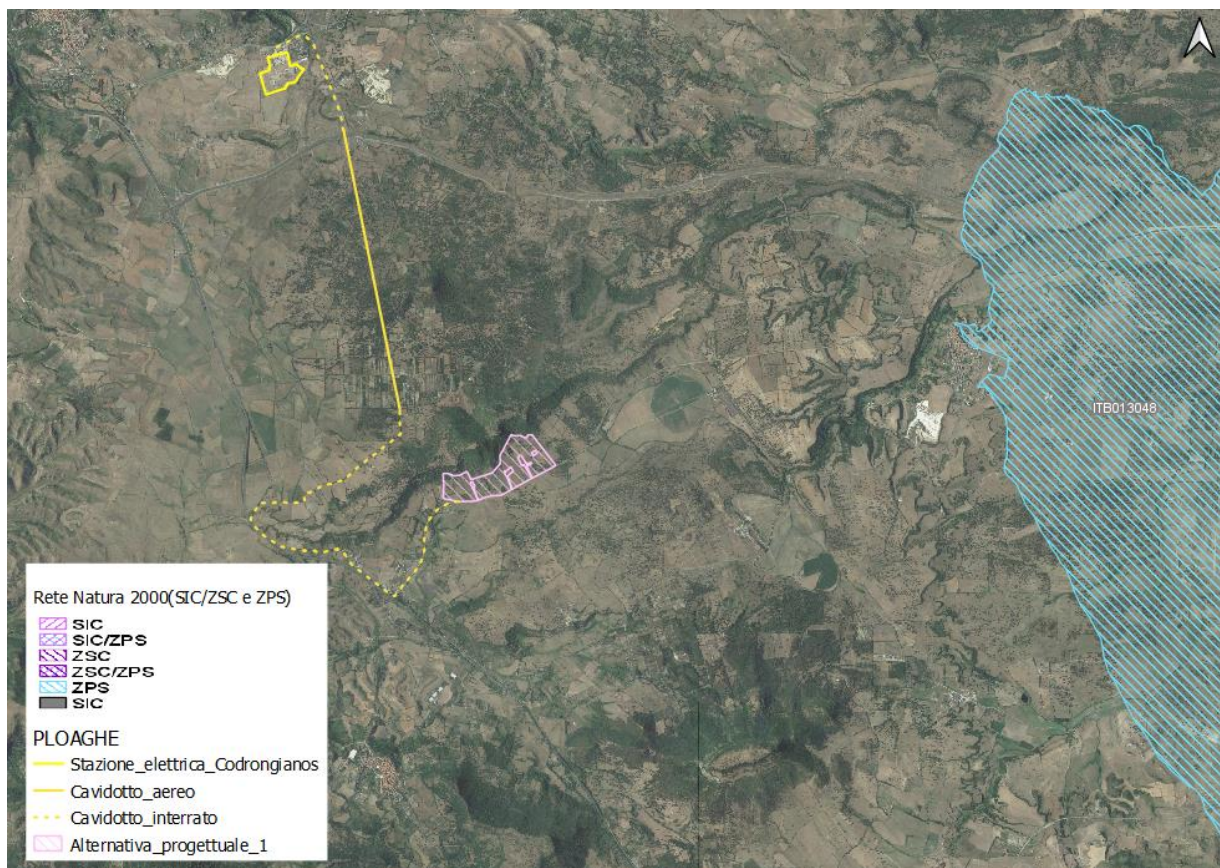 ITB013048
Rete Natura 2000(SIC/ZSC e ZPS)
SIC
SIC/ZPS
ZSC
ZSC/ZPS
ZPS
SIC
PLOAGHE
Stazione_elettrica_Codrongianos
Cavidotto_aereo
Cavidotto_interrato
Alternativa_progettuale_1